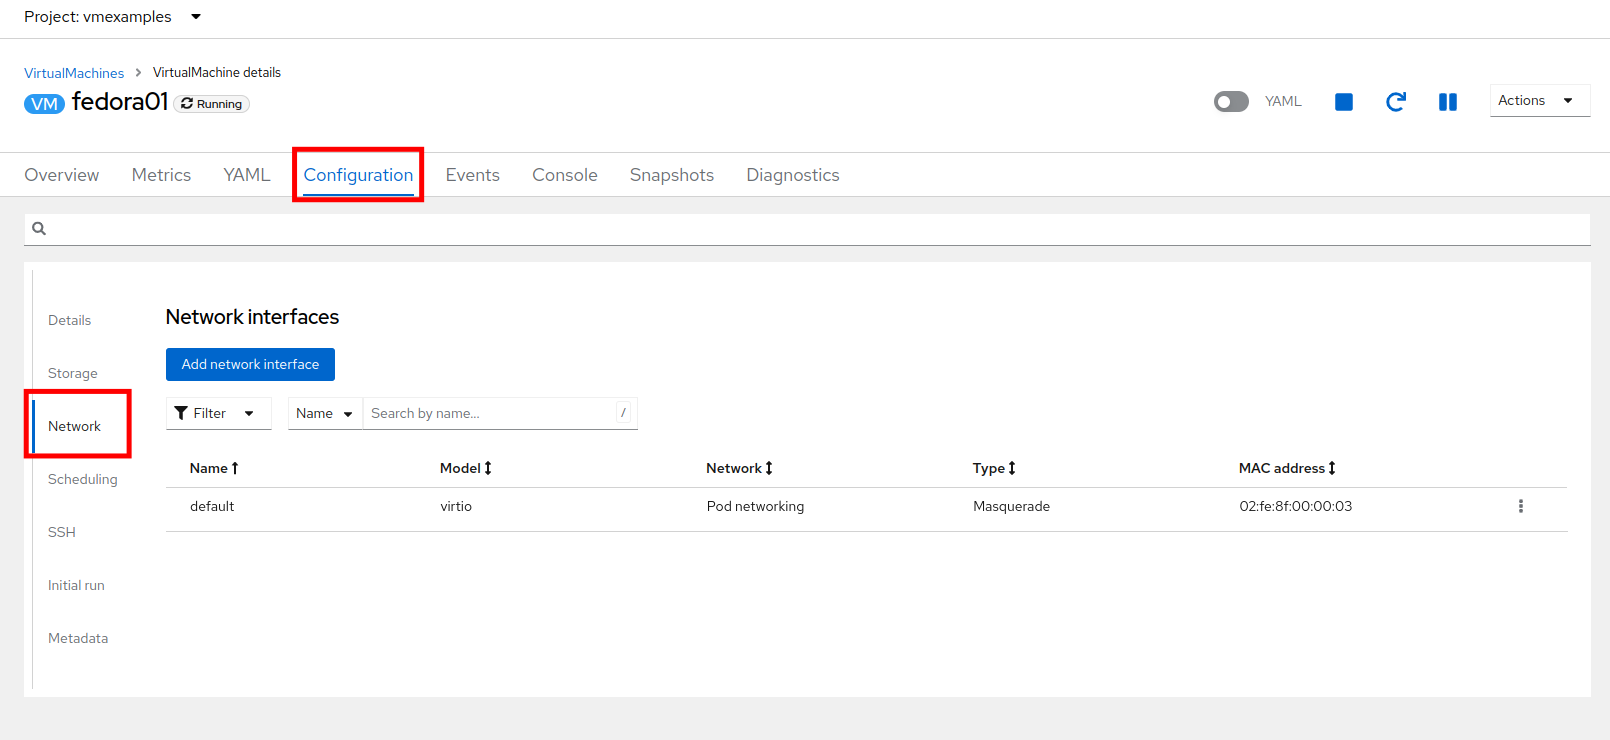 Project: vmexamples
VirtualMachines > VirtualMachine details
VM fedora01 Running
YAML
Actions
Overview Metrics YAML Configuration Events Console Snapshots Diagnostics
Details
Storage
Network
Scheduling
SSH
Initial run
Metadata
Network interfaces
Add network interface
Filter Name Search by name... /
Name Model Network Type MAC address
default virtio Pod networking Masquerade 02:fe:8f:00:00:03